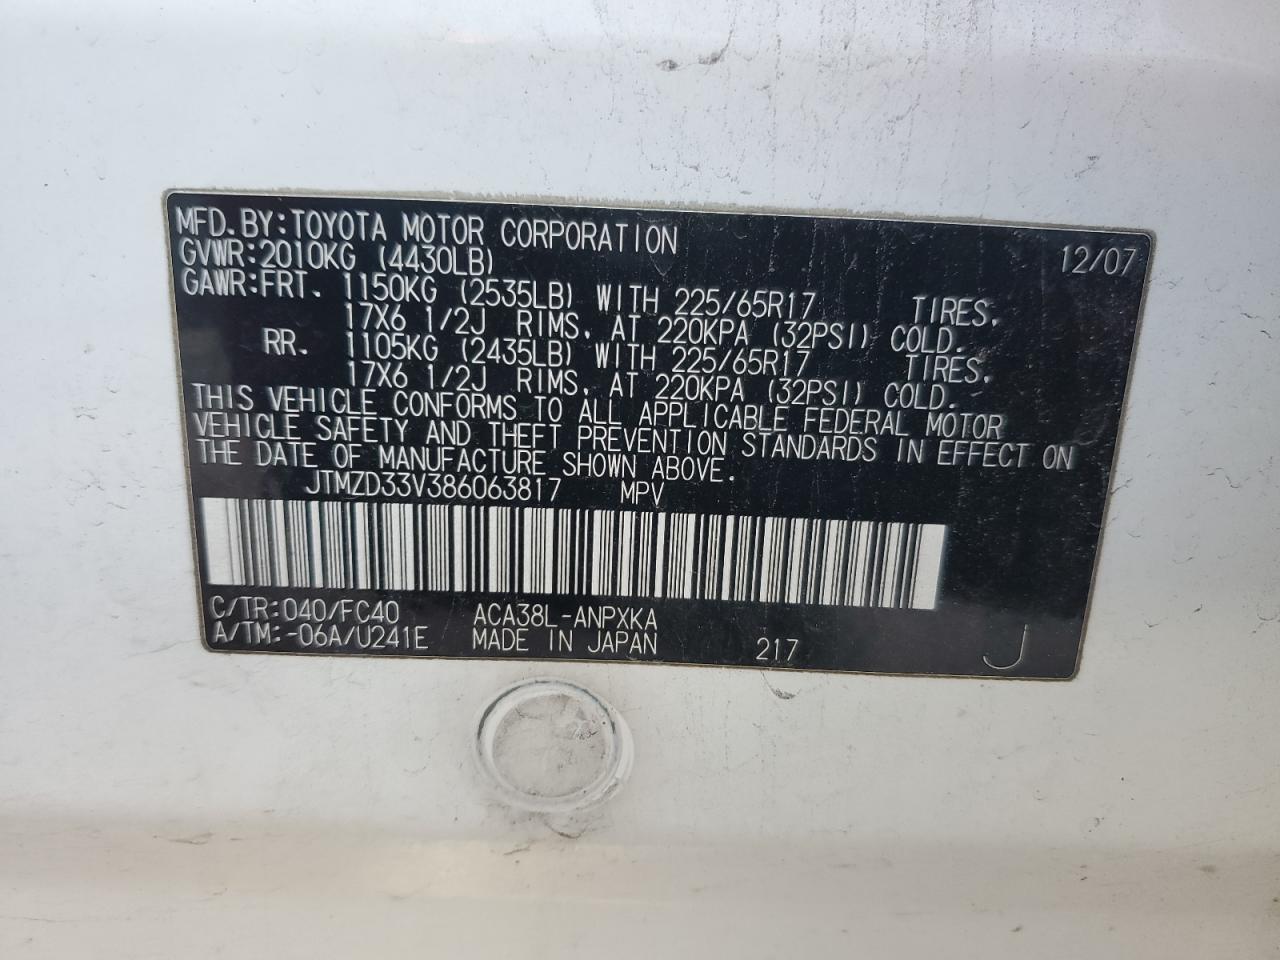 MFD. BY: TOYOTA MOTOR CORPORATION 12/07
GVWR: 2010KG (4430LB)
GAWR: FRT. 1150KG (2535LB) WITH 225/65R17 TIRES,
17X6 1/2J RIMS, AT 220KPA (32PSI) COLD.
RR. 1105KG (2435LB) WITH 225/65R17 TIRES,
17X6 1/2J RIMS, AT 220KPA (32PSI) COLD.
THIS VEHICLE CONFORMS TO ALL APPLICABLE FEDERAL MOTOR
VEHICLE SAFETY AND THEFT PREVENTION STANDARDS IN EFFECT ON
THE DATE OF MANUFACTURE SHOWN ABOVE.
JTMZD33V386063817 MPV
C/TR: 040/FC40 ACA38L-ANPXKA
A/TM: -06A/U241E MADE IN JAPAN 217 J